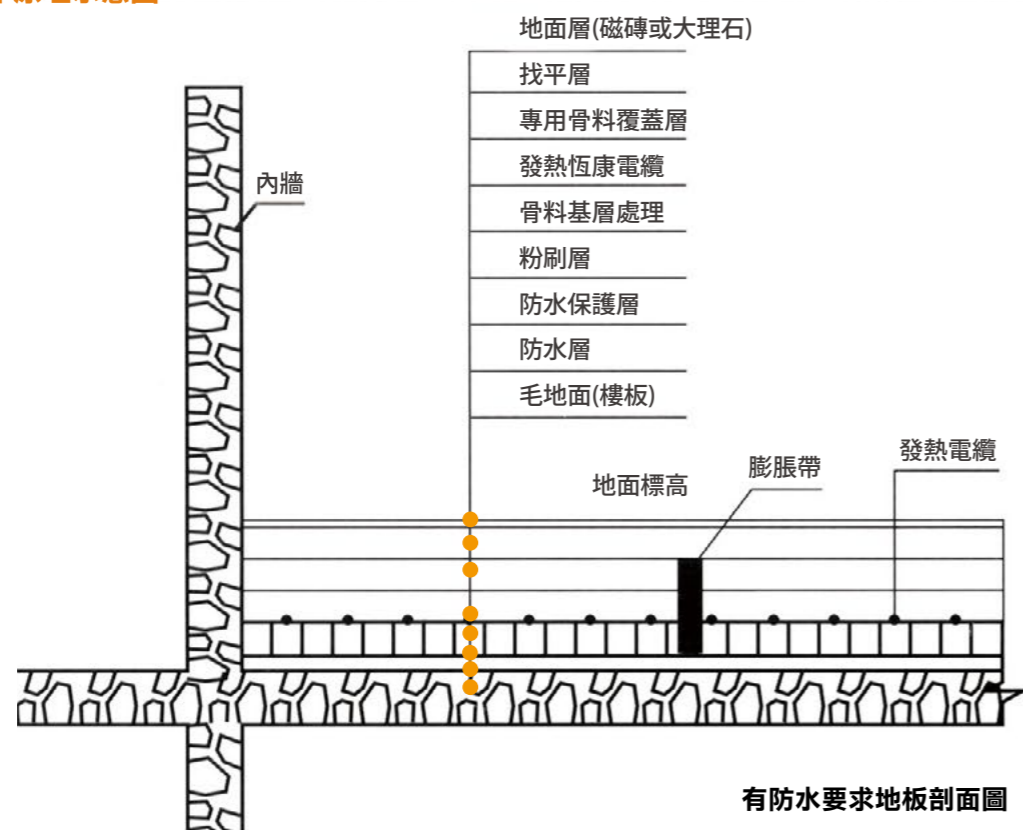 地面層(磁磚或大理石)
找平層
專用骨料覆蓋層
發熱恆康電纜
骨料基層處理
粉刷層
防水保護層
防水層
毛地面(樓板)
內牆
發熱電纜
膨脹帶
地面標高
有防水要求地板剖面圖